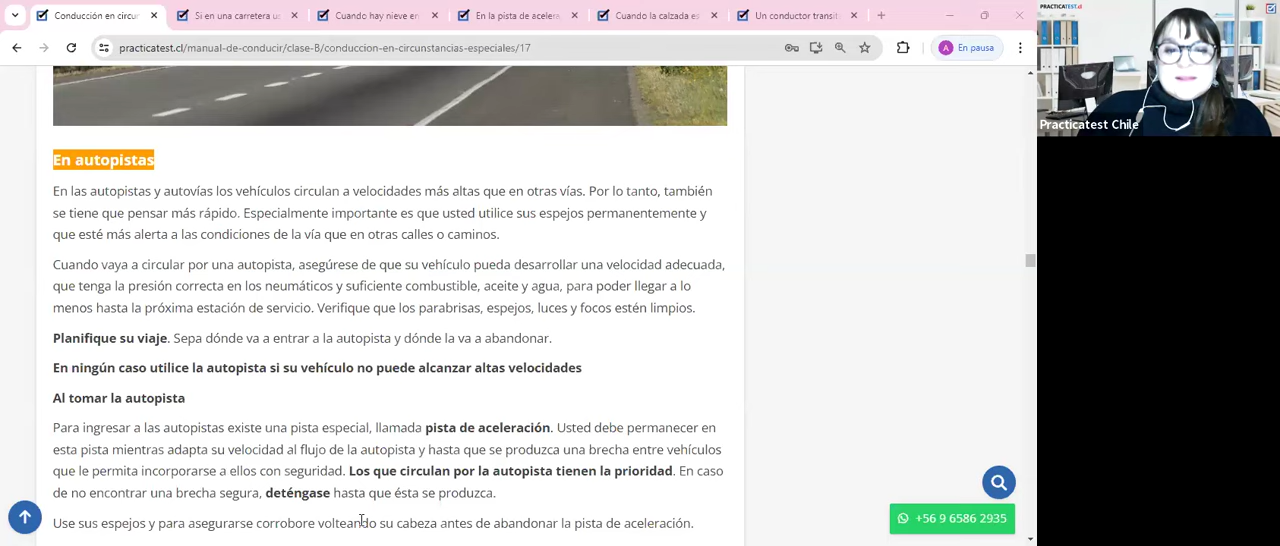 Conducción en circun
Si en una carretera us
Cuando hay nieve en
En la pista de aceler
Cuando la calzada es
Un conductor transit
practicatest.cl/manual-de-conducir/clase-B/conduccion-en-circunstancias-especiales/17
A
En pausa
PRACTICATEST.cl
Practicatest Chile
En autopistas
En las autopistas y autovías los vehículos circulan a velocidades más altas que en otras vías. Por lo tanto, también
se tiene que pensar más rápido. Especialmente importante es que usted utilice sus espejos permanentemente y
que esté más alerta a las condiciones de la vía que en otras calles o caminos.
Cuando vaya a circular por una autopista, asegúrese de que su vehículo pueda desarrollar una velocidad adecuada,
que tenga la presión correcta en los neumáticos y suficiente combustible, aceite y agua, para poder llegar a lo
menos hasta la próxima estación de servicio. Verifique que los parabrisas, espejos, luces y focos estén limpios.
Planifique su viaje. Sepa dónde va a entrar a la autopista y dónde la va a abandonar.
En ningún caso utilice la autopista si su vehículo no puede alcanzar altas velocidades
Al tomar la autopista
Para ingresar a las autopistas existe una pista especial, llamada pista de aceleración. Usted debe permanecer en
esta pista mientras adapta su velocidad al flujo de la autopista y hasta que se produzca una brecha entre vehículos
que le permita incorporarse a ellos con seguridad. Los que circulan por la autopista tienen la prioridad. En caso
de no encontrar una brecha segura, deténgase hasta que ésta se produzca.
Use sus espejos y para asegurarse corrobore volteando su cabeza antes de abandonar la pista de aceleración.
+56 9 6586 2935